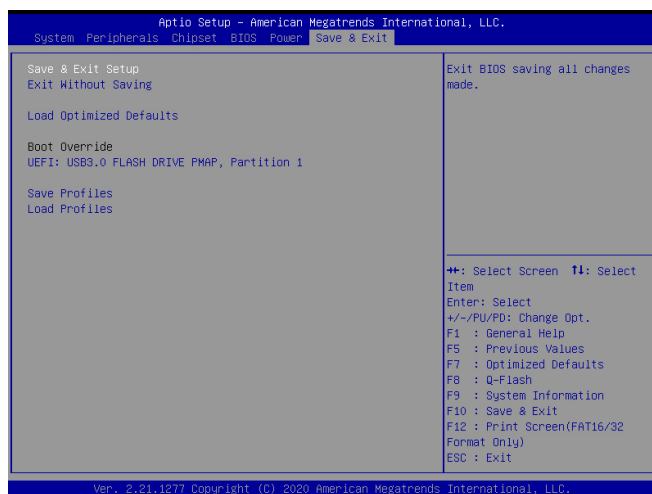 Aptio Setup - American Megatrends International, LLC.
System Peripherals Chipset BIOS Power Save & Exit
Save & Exit Setup
Exit Without Saving
Load Optimized Defaults
Boot Override
UEFI: USB3.0 FLASH DRIVE PMAP, Partition 1
Save Profiles
Load Profiles
Exit BIOS saving all changes
made.
→←: Select Screen ↑↓: Select
Item
Enter: Select
+/-/PU/PD: Change Opt.
F1 : General Help
F5 : Previous Values
F7 : Optimized Defaults
F8 : Q-Flash
F9 : System Information
F10 : Save & Exit
F12 : Print Screen(FAT16/32
Format Only)
ESC : Exit
Ver. 2.21.1277 Copyright (C) 2020 American Megatrends International, LLC.